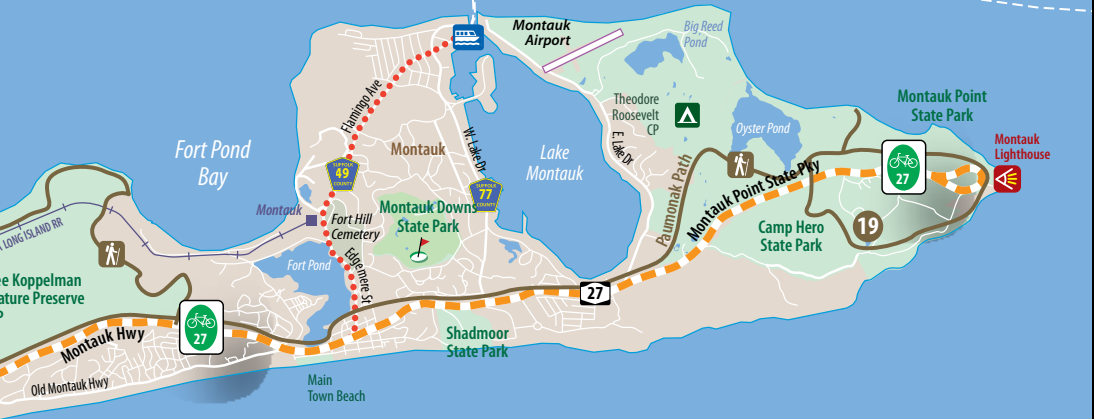 Montauk
Airport
Big Reed
Pond
Flamingo Ave
Theodore
Roosevelt
CP
Montauk Point
State Park
Oyster Pond
Montauk
Lighthouse
Fort Pond
Bay
Montauk
W. Lake Dr
Lake
Montauk
E. Lake Dr
SUFFOLK
49
COUNTY
SUFFOLK
77
COUNTY
27
Paumonak Path
Montauk Point State Pky
Montauk
Fort Hill
Cemetery
Montauk Downs
State Park
Camp Hero
State Park
19
LONG ISLAND RR
Fort Pond
Edgemere St
ee Koppelman
ature Preserve
P
27
27
Montauk Hwy
Shadmoor
State Park
Old Montauk Hwy
Main
Town Beach